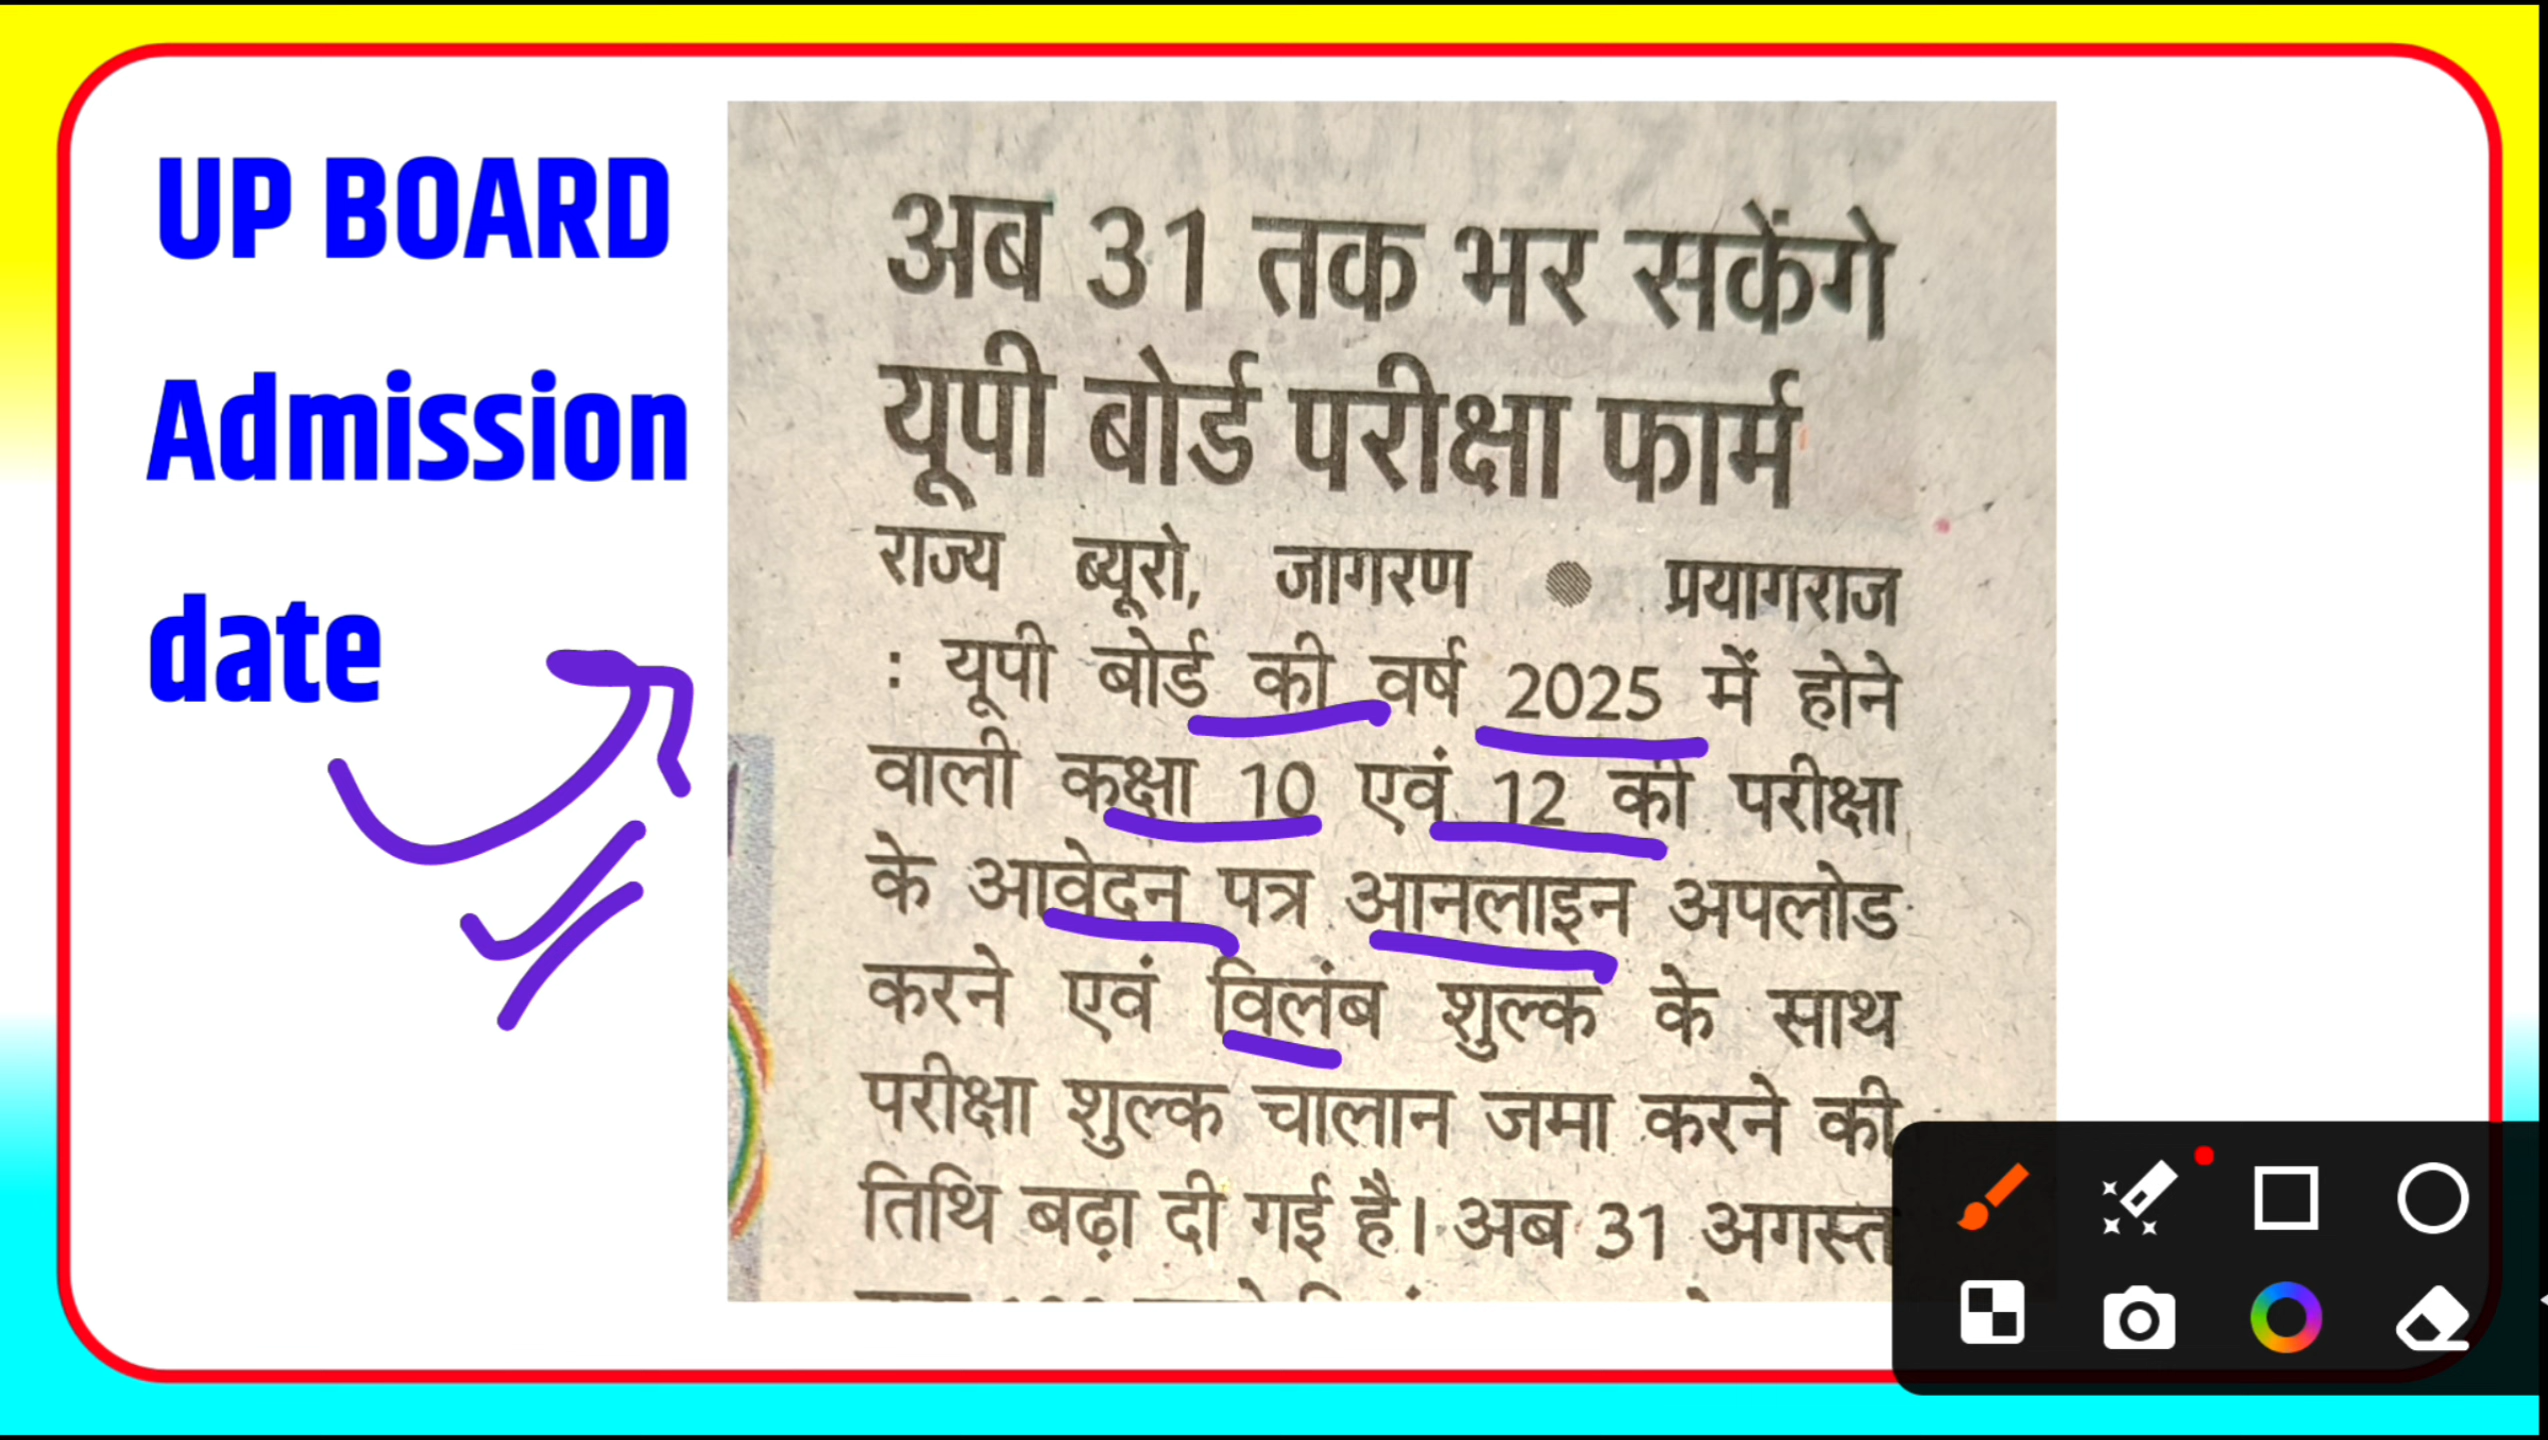 UP BOARD
Admission
date
अब 31 तक भर सकेंगे
यूपी बोर्ड परीक्षा फार्म
राज्य ब्यूरो, जागरण ● प्रयागराज
: यूपी बोर्ड की वर्ष 2025 में होने
वाली कक्षा 10 एवं 12 की परीक्षा
के आवेदन पत्र आनलाइन अपलोड
करने एवं विलंब शुल्क के साथ
परीक्षा शुल्क चालान जमा करने की
तिथि बढ़ा दी गई है। अब 31 अगस्त